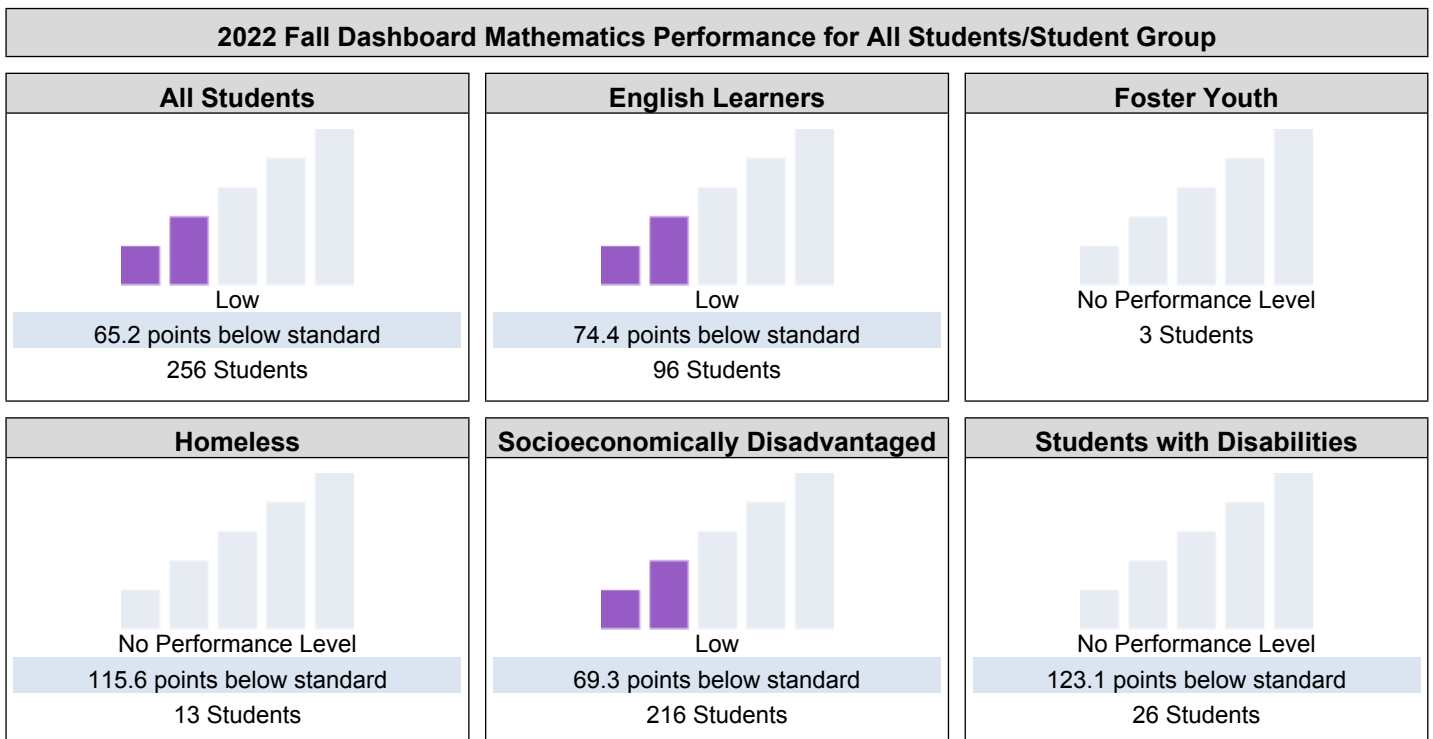 2022 Fall Dashboard Mathematics Performance for All Students/Student Group
All Students
Low
65.2 points below standard
256 Students
English Learners
Low
74.4 points below standard
96 Students
Foster Youth
No Performance Level
3 Students
Homeless
No Performance Level
115.6 points below standard
13 Students
Socioeconomically Disadvantaged
Low
69.3 points below standard
216 Students
Students with Disabilities
No Performance Level
123.1 points below standard
26 Students